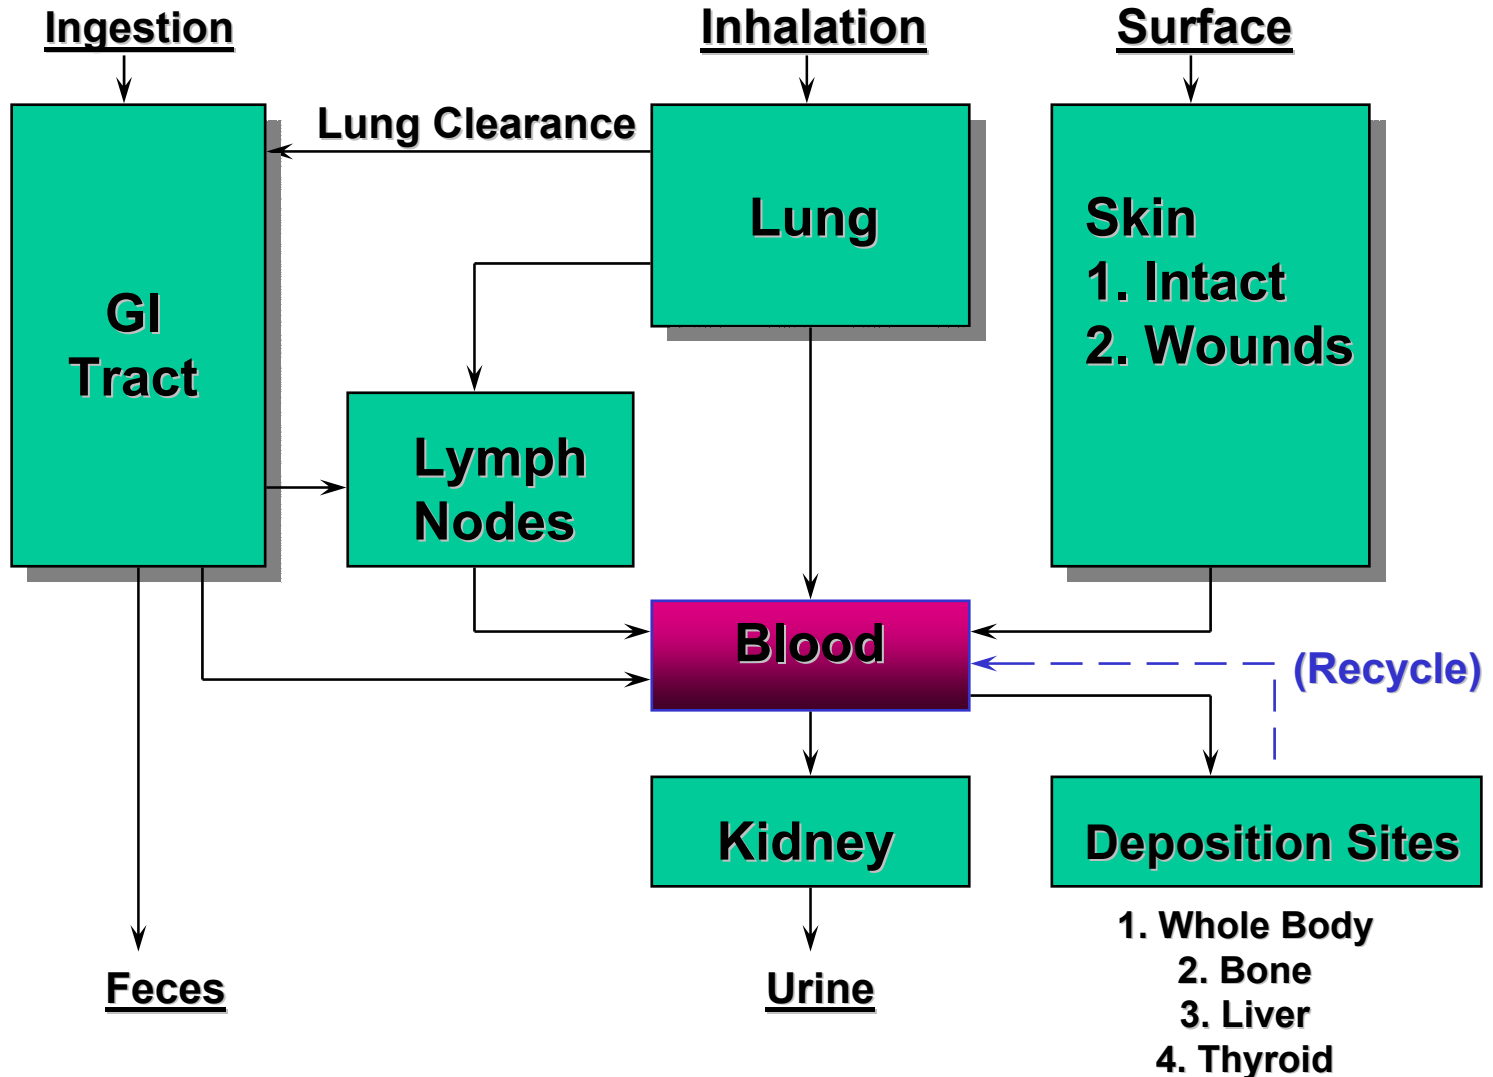 Ingestion
Inhalation
Surface
Lung Clearance
Lung
Skin
1. Intact
2. Wounds
GI
Tract
Lymph
Nodes
Blood
(Recycle)
Kidney
Deposition Sites
1. Whole Body
2. Bone
3. Liver
4. Thyroid
Feces
Urine